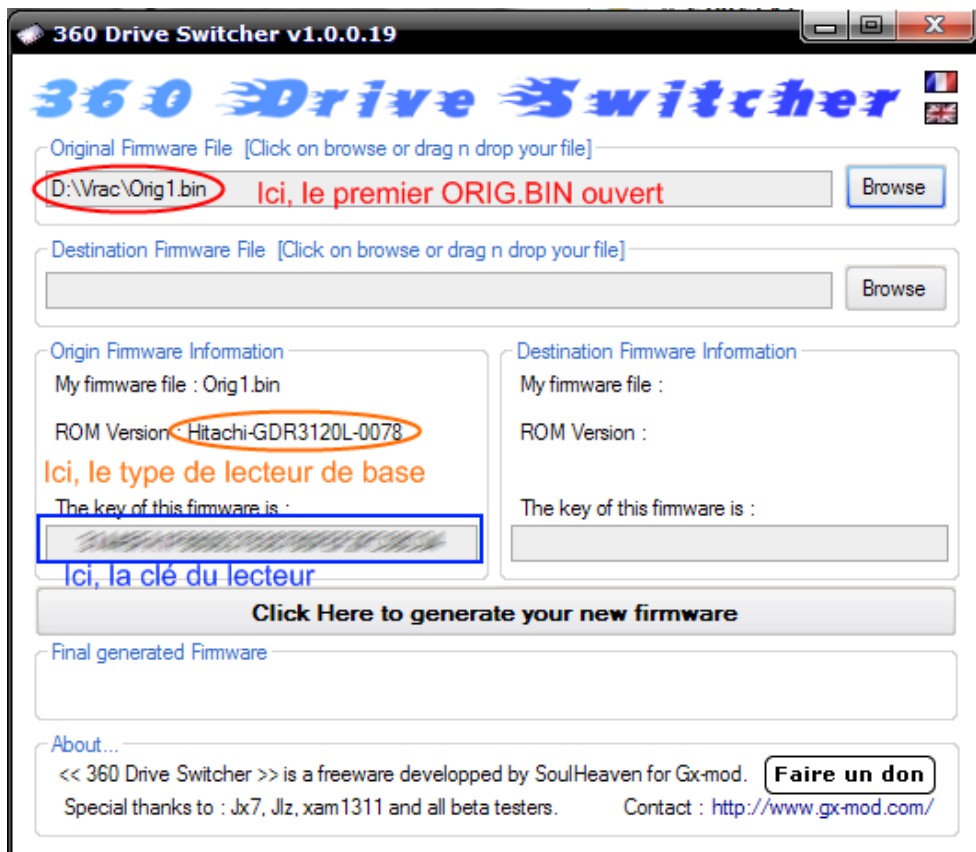 360 Drive Switcher v1.0.0.19
360 Drive Switcher
Original Firmware File [Click on browse or drag n drop your file]
D:\Vrac\Orig1.bin
Ici, le premier ORIG.BIN ouvert
Browse
Destination Firmware File [Click on browse or drag n drop your file]
Browse
Origin Firmware Information
My firmware file : Orig1.bin
ROM Version : Hitachi-GDR3120L-0078
Ici, le type de lecteur de base
The key of this firmware is :
Ici, la clé du lecteur
Destination Firmware Information
My firmware file :
ROM Version :
The key of this firmware is :
Click Here to generate your new firmware
Final generated Firmware
About...
<< 360 Drive Switcher >> is a freeware developped by SoulHeaven for Gx-mod.
Faire un don
Special thanks to : Jx7, Jlz, xam1311 and all beta testers.
Contact : http://www.gx-mod.com/